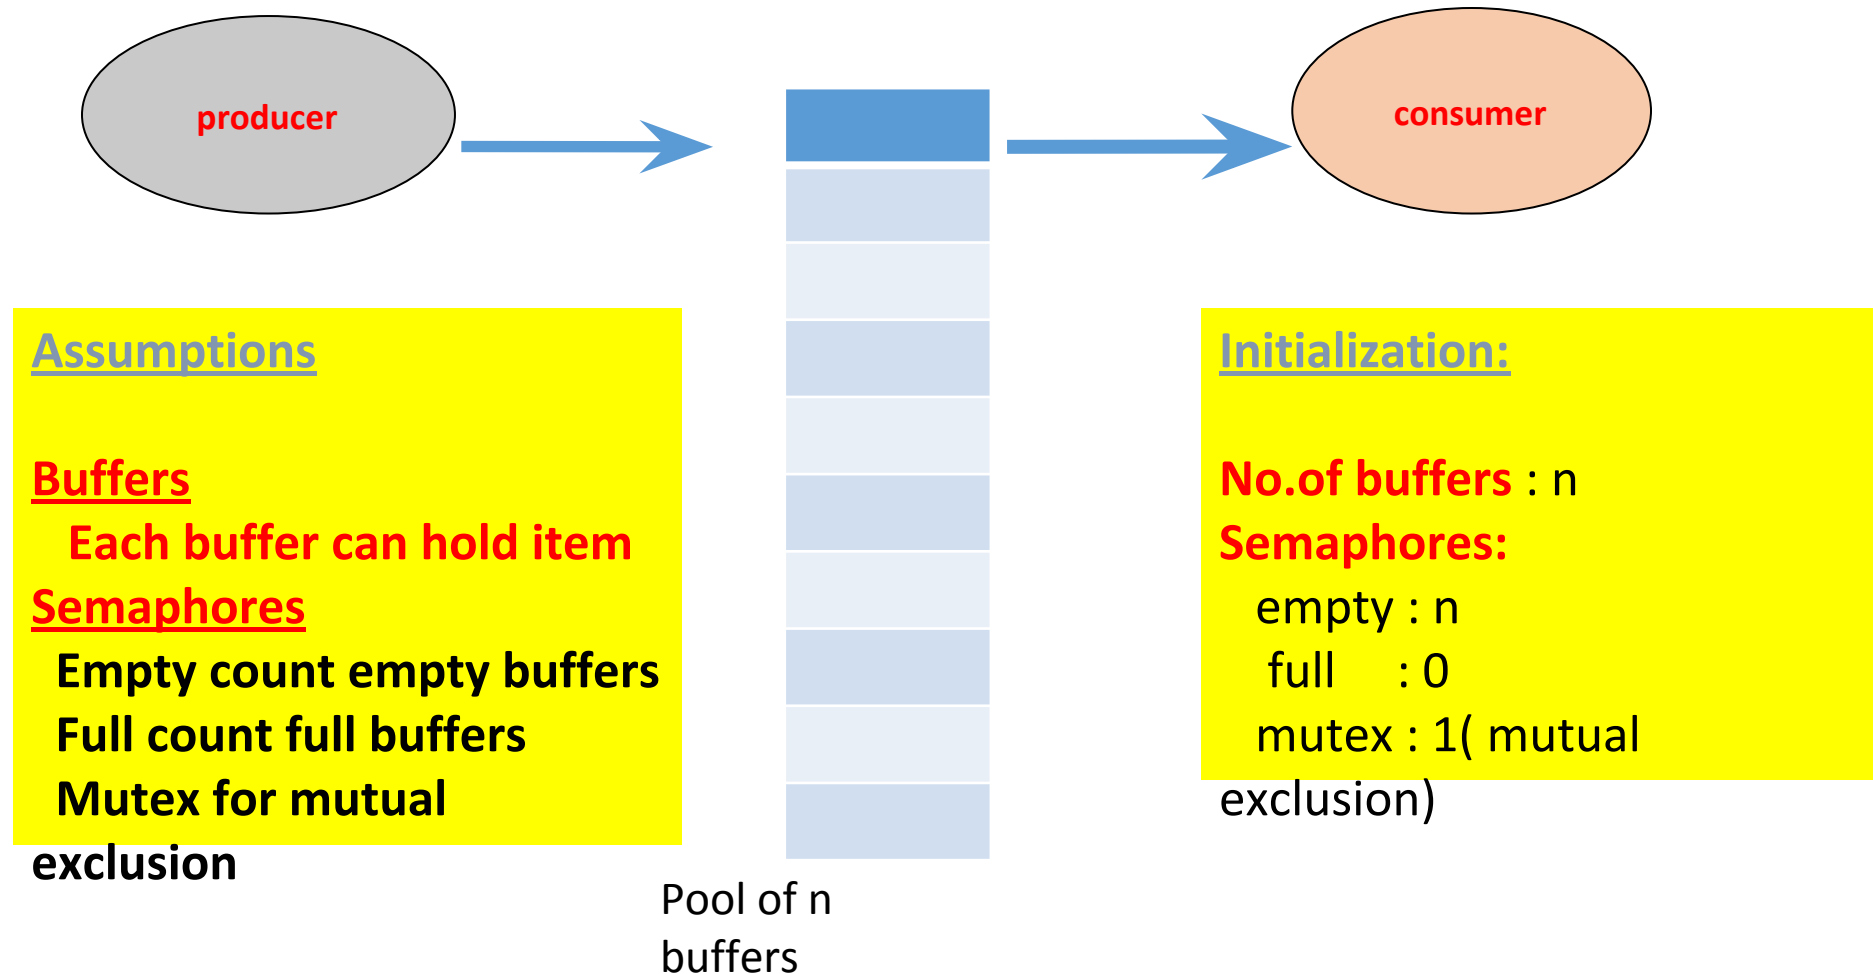 producer
consumer
Assumptions
Buffers
Each buffer can hold item
Semaphores
Empty count empty buffers
Full count full buffers
Mutex for mutual
exclusion
Initialization:
No.of buffers : n
Semaphores:
empty : n
full : 0
mutex : 1( mutual
exclusion)
Pool of n
buffers